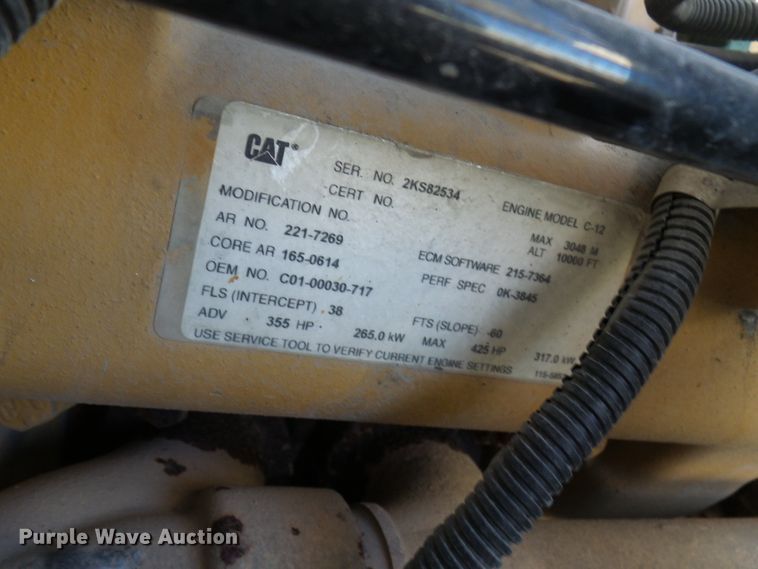 CAT®
SER. NO. 2KS82534
ENGINE MODEL C-12
CERT NO.
MODIFICATION NO.
MAX 3048 M
ALT 10000 FT
AR NO. 221-7269
ECM SOFTWARE 215-7364
CORE AR 165-0614
PERF SPEC 0K-3845
OEM NO. C01-00030-717
FLS (INTERCEPT) 38
FTS (SLOPE) -60
ADV 355 HP 265.0 kW MAX 425 HP 317.0 kW
USE SERVICE TOOL TO VERIFY CURRENT ENGINE SETTINGS
Purple Wave Auction